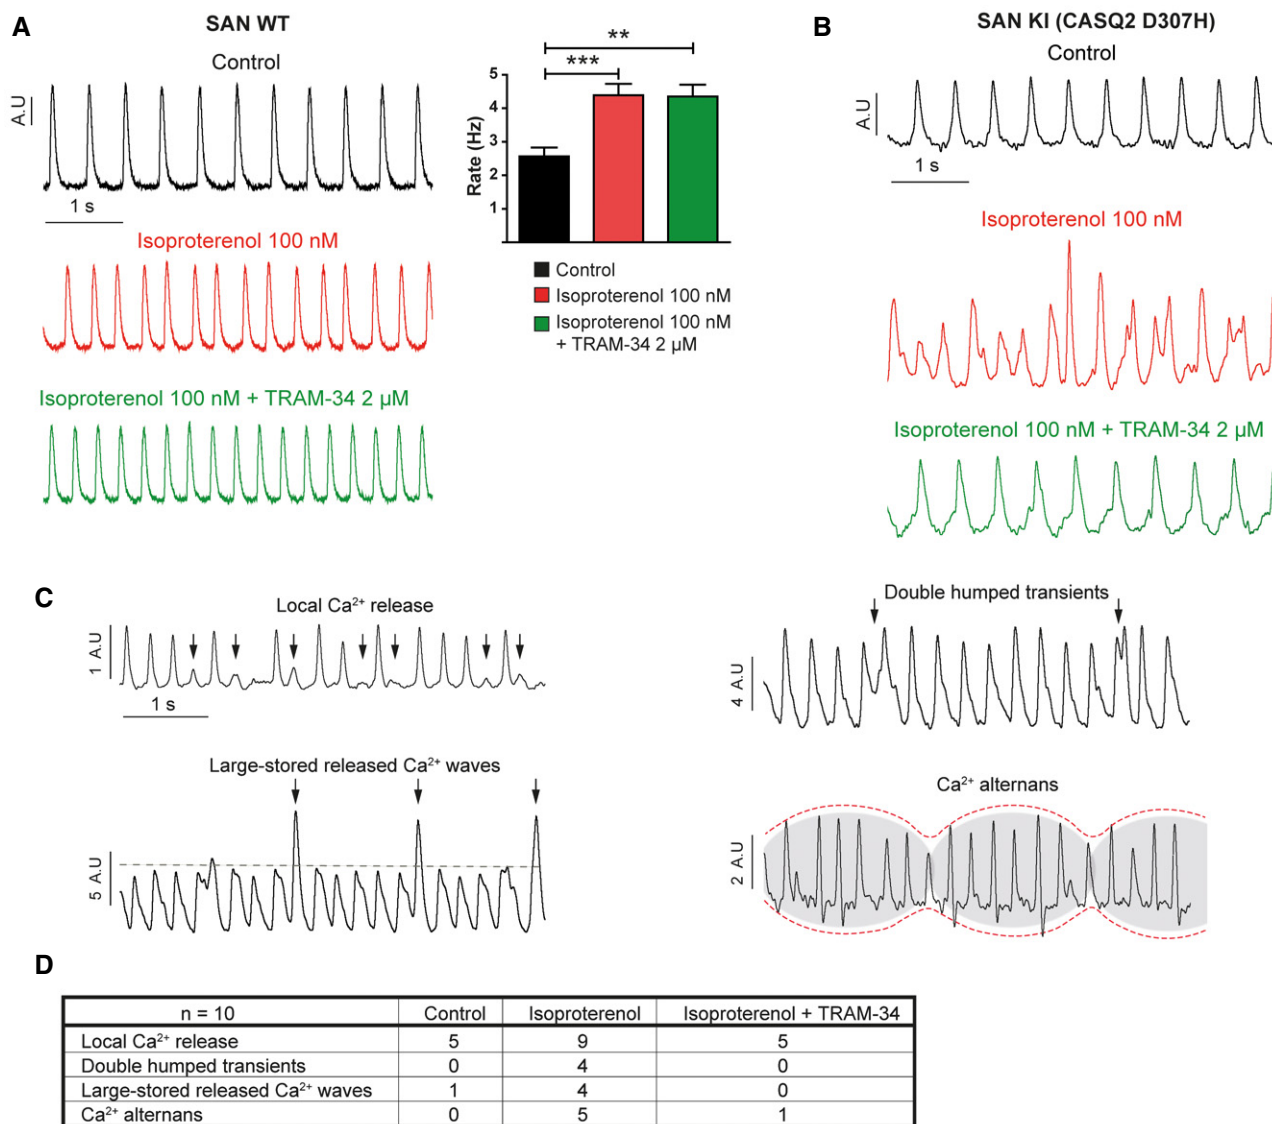 A
SAN WT
Control
A.U
1 s
Isoproterenol 100 nM
Isoproterenol 100 nM + TRAM-34 2 µM
**
***
5
4
3
2
1
Rate (Hz)
Control
Isoproterenol 100 nM
Isoproterenol 100 nM
+ TRAM-34 2 µM
B
SAN KI (CASQ2 D307H)
Control
A.U
1 s
Isoproterenol 100 nM
Isoproterenol 100 nM + TRAM-34 2 µM
C
Local Ca²⁺ release
1 A.U
1 s
Double humped transients
4 A.U
Large-stored released Ca²⁺ waves
5 A.U
Ca²⁺ alternans
2 A.U
D
n = 10 Control Isoproterenol Isoproterenol + TRAM-34
Local Ca²⁺ release 5 9 5
Double humped transients 0 4 0
Large-stored released Ca²⁺ waves 1 4 0
Ca²⁺ alternans 0 5 1